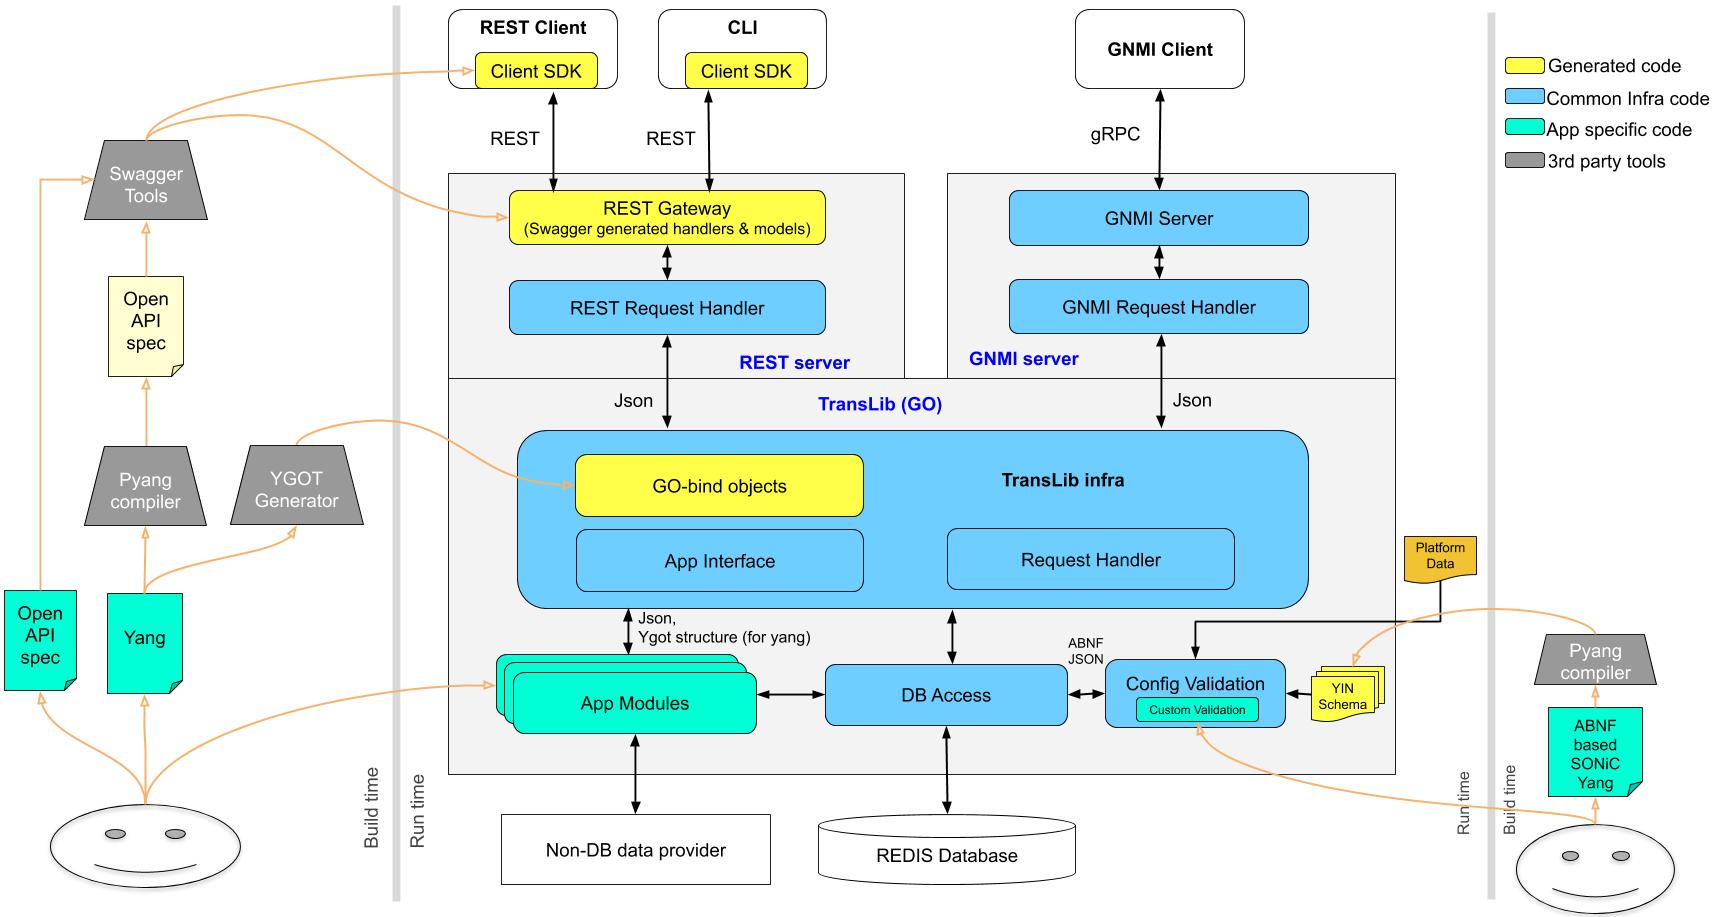 REST Client
Client SDK
CLI
Client SDK
GNMI Client
Generated code
Common Infra code
App specific code
3rd party tools
REST
REST
gRPC
Swagger
Tools
REST Gateway
(Swagger generated handlers & models)
GNMI Server
Open
API
spec
REST Request Handler
GNMI Request Handler
REST server
GNMI server
Json
TransLib (GO)
Json
Pyang
compiler
YGOT
Generator
GO-bind objects
TransLib infra
App Interface
Request Handler
Platform
Data
Open
API
spec
Yang
Json,
Ygot structure (for yang)
ABNF
JSON
App Modules
DB Access
Config Validation
Custom Validation
YIN
Schema
Pyang
compiler
ABNF
based
SONiC
Yang
Build time
Run time
Run time
Build time
Non-DB data provider
REDIS Database